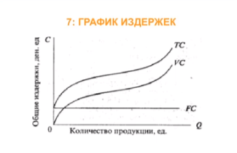 7: ГРАФИК ИЗДЕРЖЕК
C
TC
VC
Общие издержки, ден. ед
FC
0
Количество продукции, ед.
Q